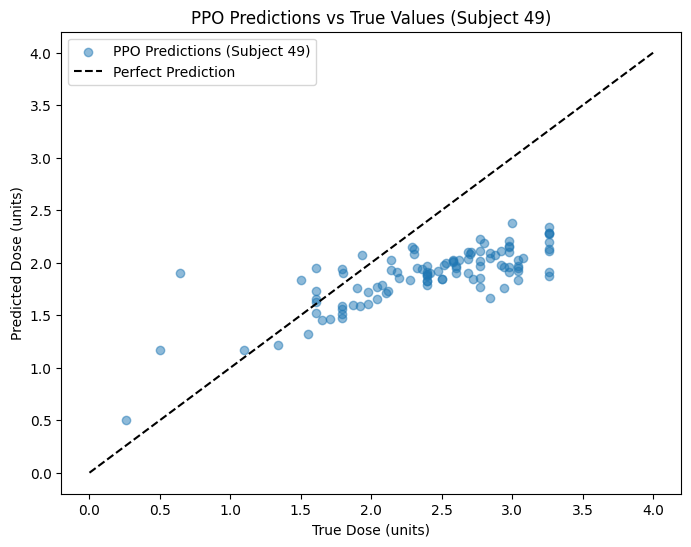 PPO Predictions vs True Values (Subject 49)
PPO Predictions (Subject 49)
Perfect Prediction
Predicted Dose (units)
4.0
3.5
3.0
2.5
2.0
1.5
1.0
0.5
0.0
0.0 0.5 1.0 1.5 2.0 2.5 3.0 3.5 4.0
True Dose (units)